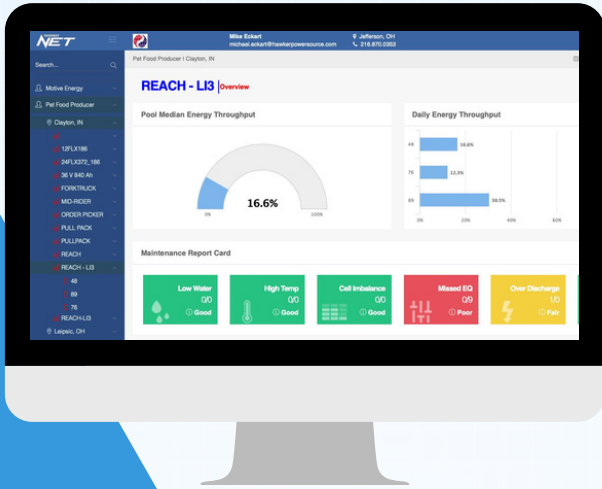 NET
Mike Eckart
michael.eckart@hawkerpowersource.com
Jefferson, OH
216.870.0353
Search...
Pet Food Producer | Clayton, IN
Motive Energy
Pet Food Producer
Clayton, IN
12FLX186
24FLX372_186
36 V 840 Ah
FORKTRUCK
MID-RIDER
ORDER PICKER
PULL PACK
PULLPACK
REACH
REACH - LI3
48
89
76
REACH-LI3
Leipsic, OH
REACH - LI3 | Overview
Pool Median Energy Throughput
16.6%
0%
100%
Daily Energy Throughput
48
16.6%
76
12.3%
89
30.5%
0%
20%
40%
60%
Maintenance Report Card
Low Water
0/0
Good
High Temp
0/0
Good
Cell Imbalance
0/0
Good
Missed EQ
0/9
Poor
Over Discharge
1/0
Fair